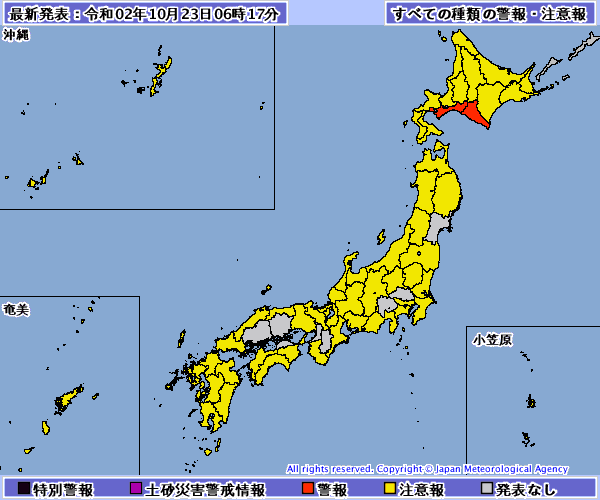 最新発表：令和02年10月23日06時17分
すべての種類の警報・注意報
沖縄
奄美
小笠原
All rights reserved. Copyright © Japan Meteorological Agency
特別警報 土砂災害警戒情報 警報 注意報 発表なし